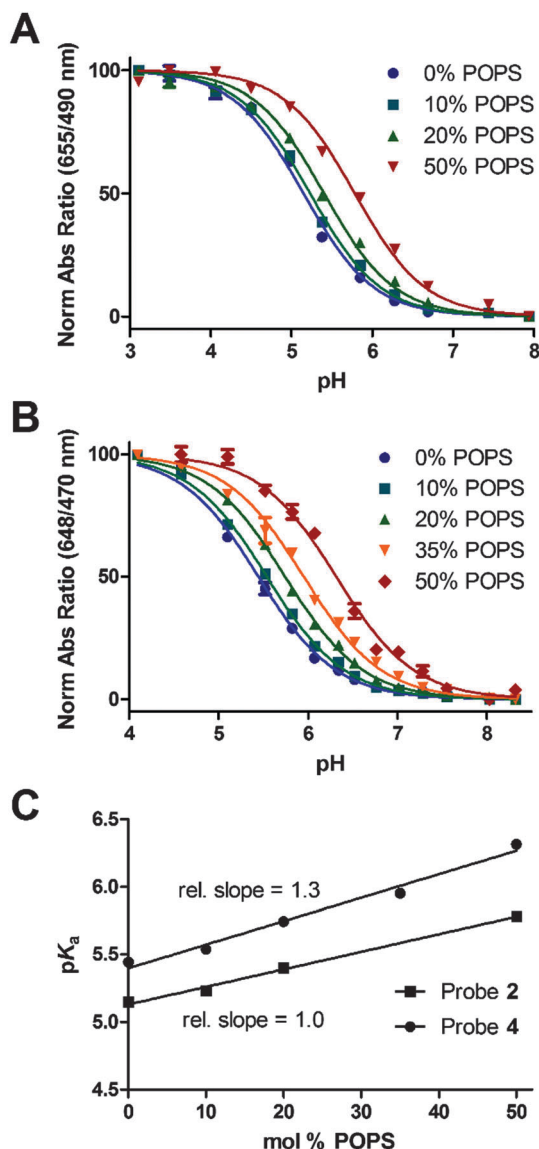 A
Norm Abs Ratio (655/490 nm)
100
50
0
0% POPS
10% POPS
20% POPS
50% POPS
3 4 5 6 7 8
pH
B
Norm Abs Ratio (648/470 nm)
100
50
0
0% POPS
10% POPS
20% POPS
35% POPS
50% POPS
4 5 6 7 8
pH
C
pKa
6.5
6.0
5.5
5.0
4.5
rel. slope = 1.3
rel. slope = 1.0
Probe 2
Probe 4
0 10 20 30 40 50
mol % POPS